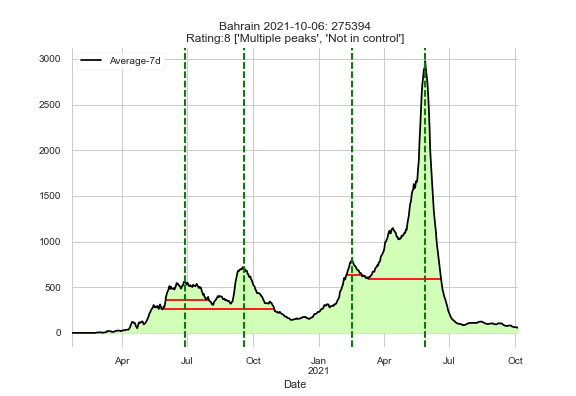 Bahrain 2021-10-06: 275394
Rating:8 ['Multiple peaks', 'Not in control']
Average-7d
3000
2500
2000
1500
1000
500
0
Apr Jul Oct Jan Apr Jul Oct
2021
Date